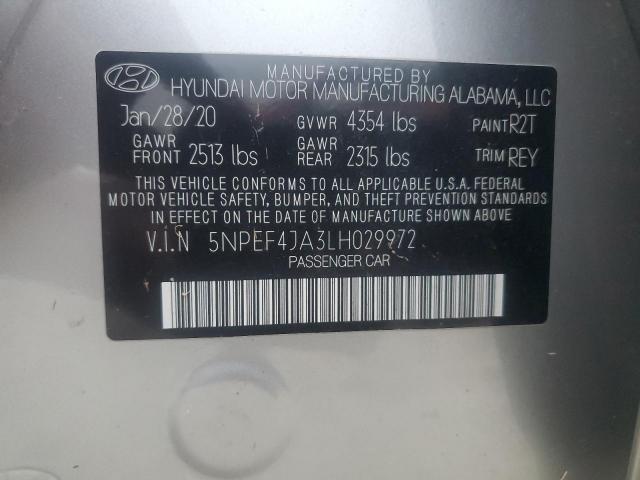 MANUFACTURED BY
HYUNDAI MOTOR MANUFACTURING ALABAMA, LLC
Jan/28/20 GVWR 4354 lbs PAINT R2T
GAWR FRONT 2513 lbs GAWR REAR 2315 lbs TRIM REY
THIS VEHICLE CONFORMS TO ALL APPLICABLE U.S.A. FEDERAL
MOTOR VEHICLE SAFETY, BUMPER, AND THEFT PREVENTION STANDARDS
IN EFFECT ON THE DATE OF MANUFACTURE SHOWN ABOVE.
V.I.N 5NPEF4JA3LH029972
PASSENGER CAR